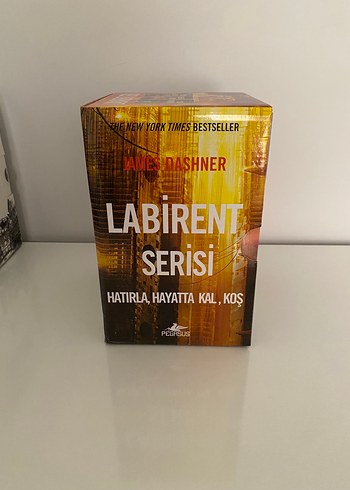 THE NEW YORK TIMES BESTSELLER
JAMES DASHNER
LABİRENT
SERİSİ
HATIRLA, HAYATTA KAL, KOŞ
PEGASUS